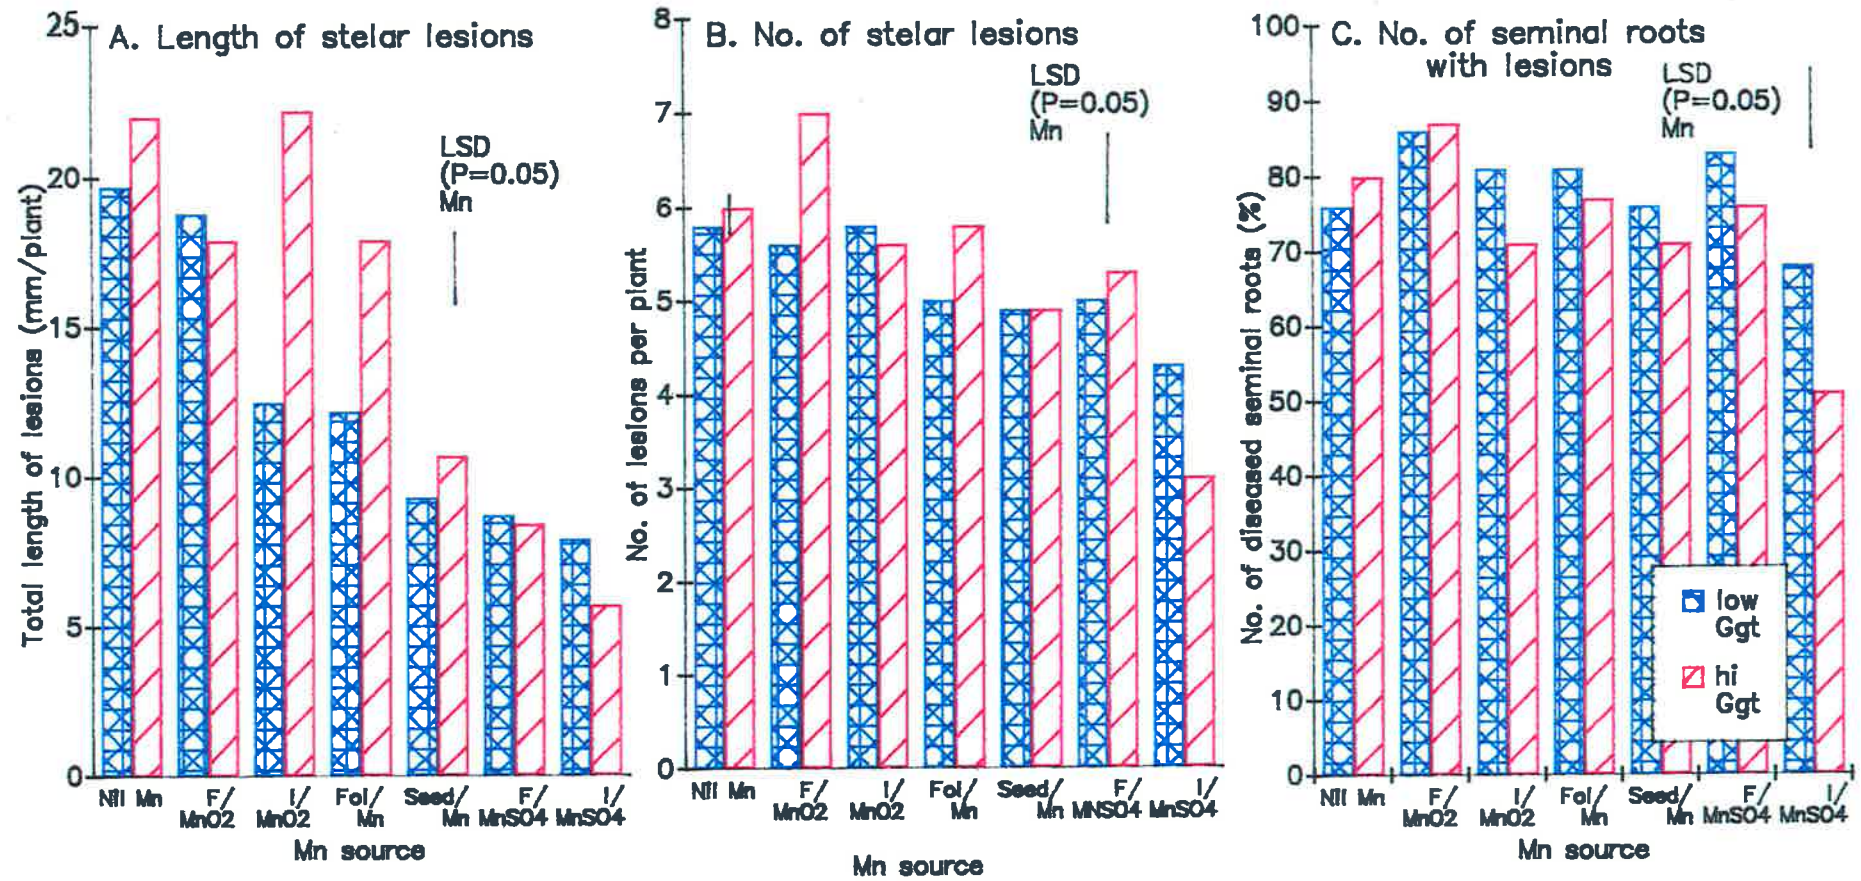 A. Length of stelar lesions
25
20
15
10
5
0
Total length of lesions (mm/plant)
LSD
(P=0.05)
Mn
Nil Mn
F/
MnO2
I/
MnO2
Fol/
Mn
Seed/
Mn
F/
MnSO4
I/
MnSO4
Mn source
B. No. of stelar lesions
8
7
6
5
4
3
2
1
0
No. of lesions per plant
LSD
(P=0.05)
Mn
Nil Mn
F/
MnO2
I/
MnO2
Fol/
Mn
Seed/
Mn
F/
MNSO4
I/
MnSO4
Mn source
C. No. of seminal roots
with lesions
100
90
80
70
60
50
40
30
20
10
0
No. of diseased seminal roots (%)
LSD
(P=0.05)
Mn
low
Ggt
hi
Ggt
Nil Mn
F/
MnO2
I/
MnO2
Fol/
Mn
Seed/
Mn
F/
MnSO4
I/
MnSO4
Mn source